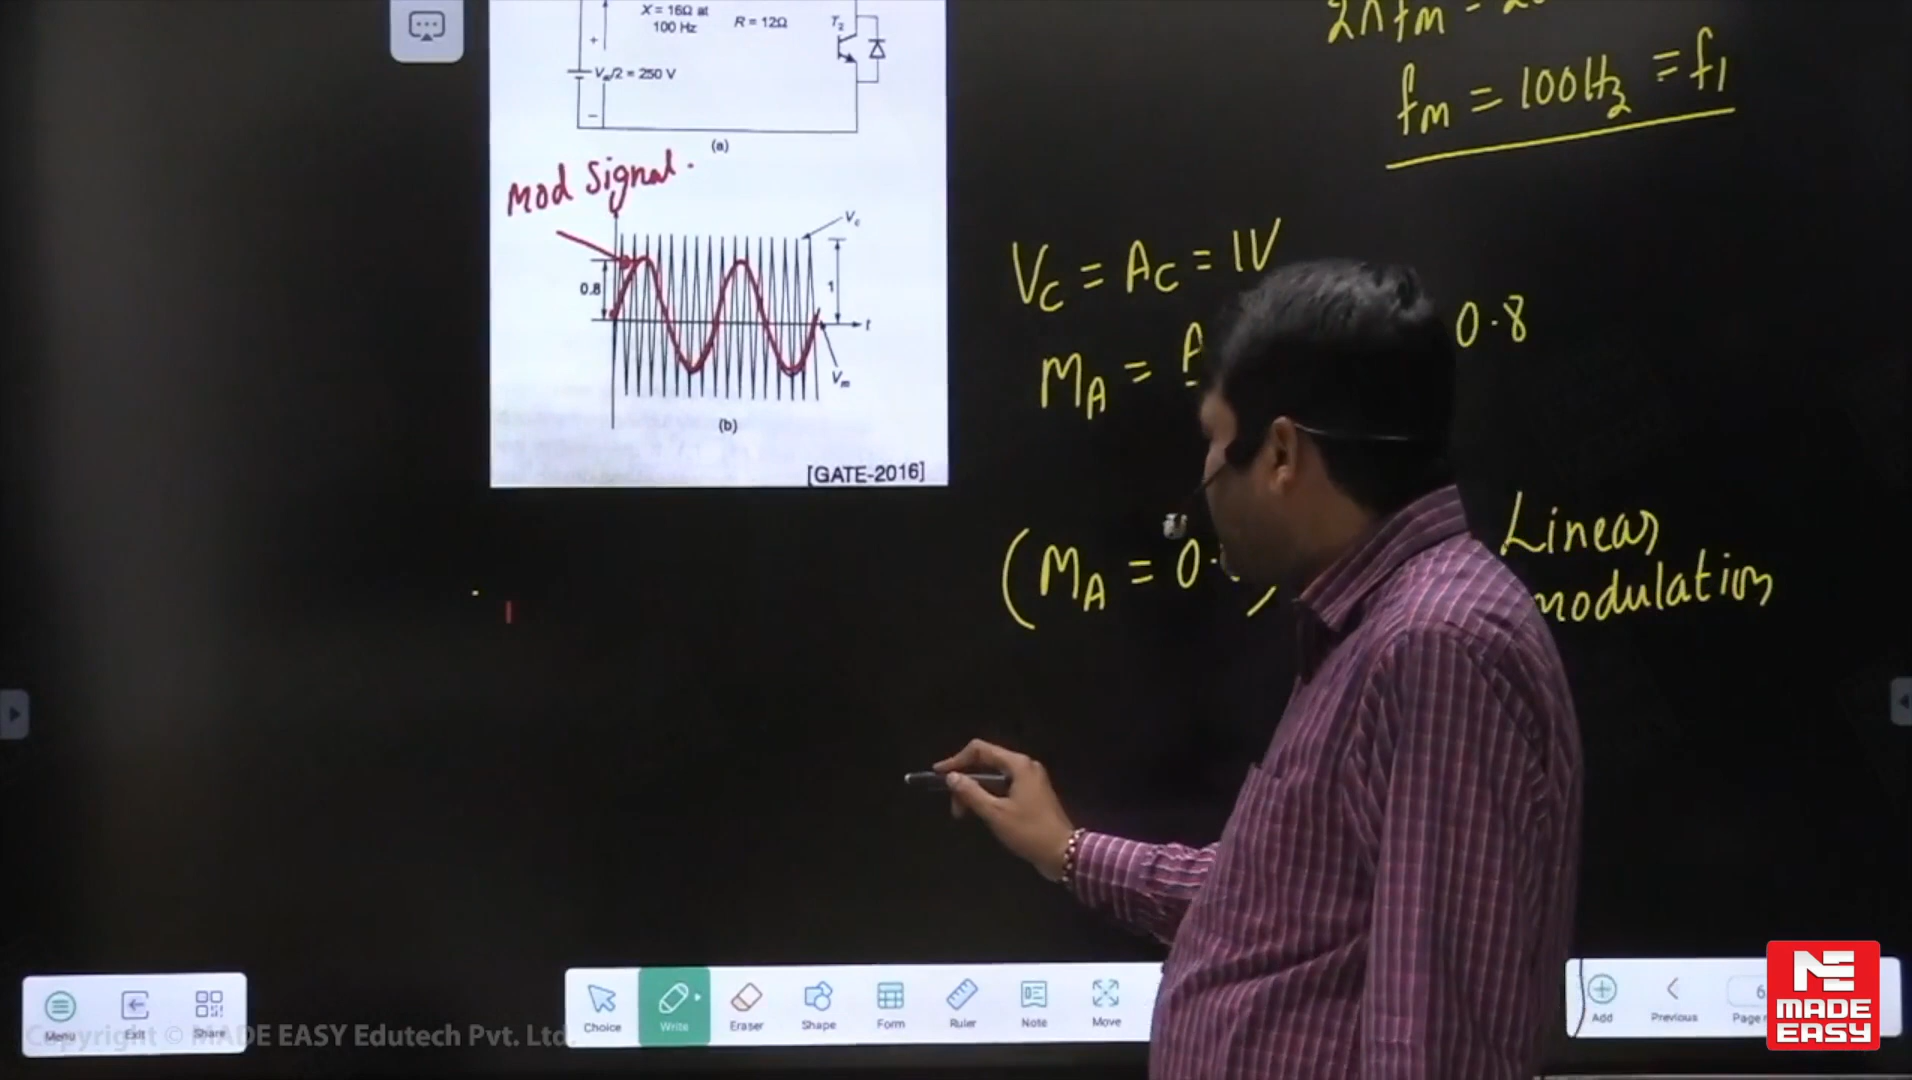 X = 16Ω at
100 Hz
R = 12Ω
T2
+
Vdc/2 = 250 V
−
(a)
Mod Signal.
Vc
0.8
1
t
Vm
(b)
[GATE-2016]
fm = 100Hz = f1
Vc = Ac = 1V
MA =
0.8
(MA = 0.
Linear
modulation
Menu
Exit
Share
Copyright © MADE EASY Edutech Pvt. Ltd.
Choice
Write
Eraser
Shape
Form
Ruler
Note
Move
Add
Previous
Page
6
ME
MADE
EASY